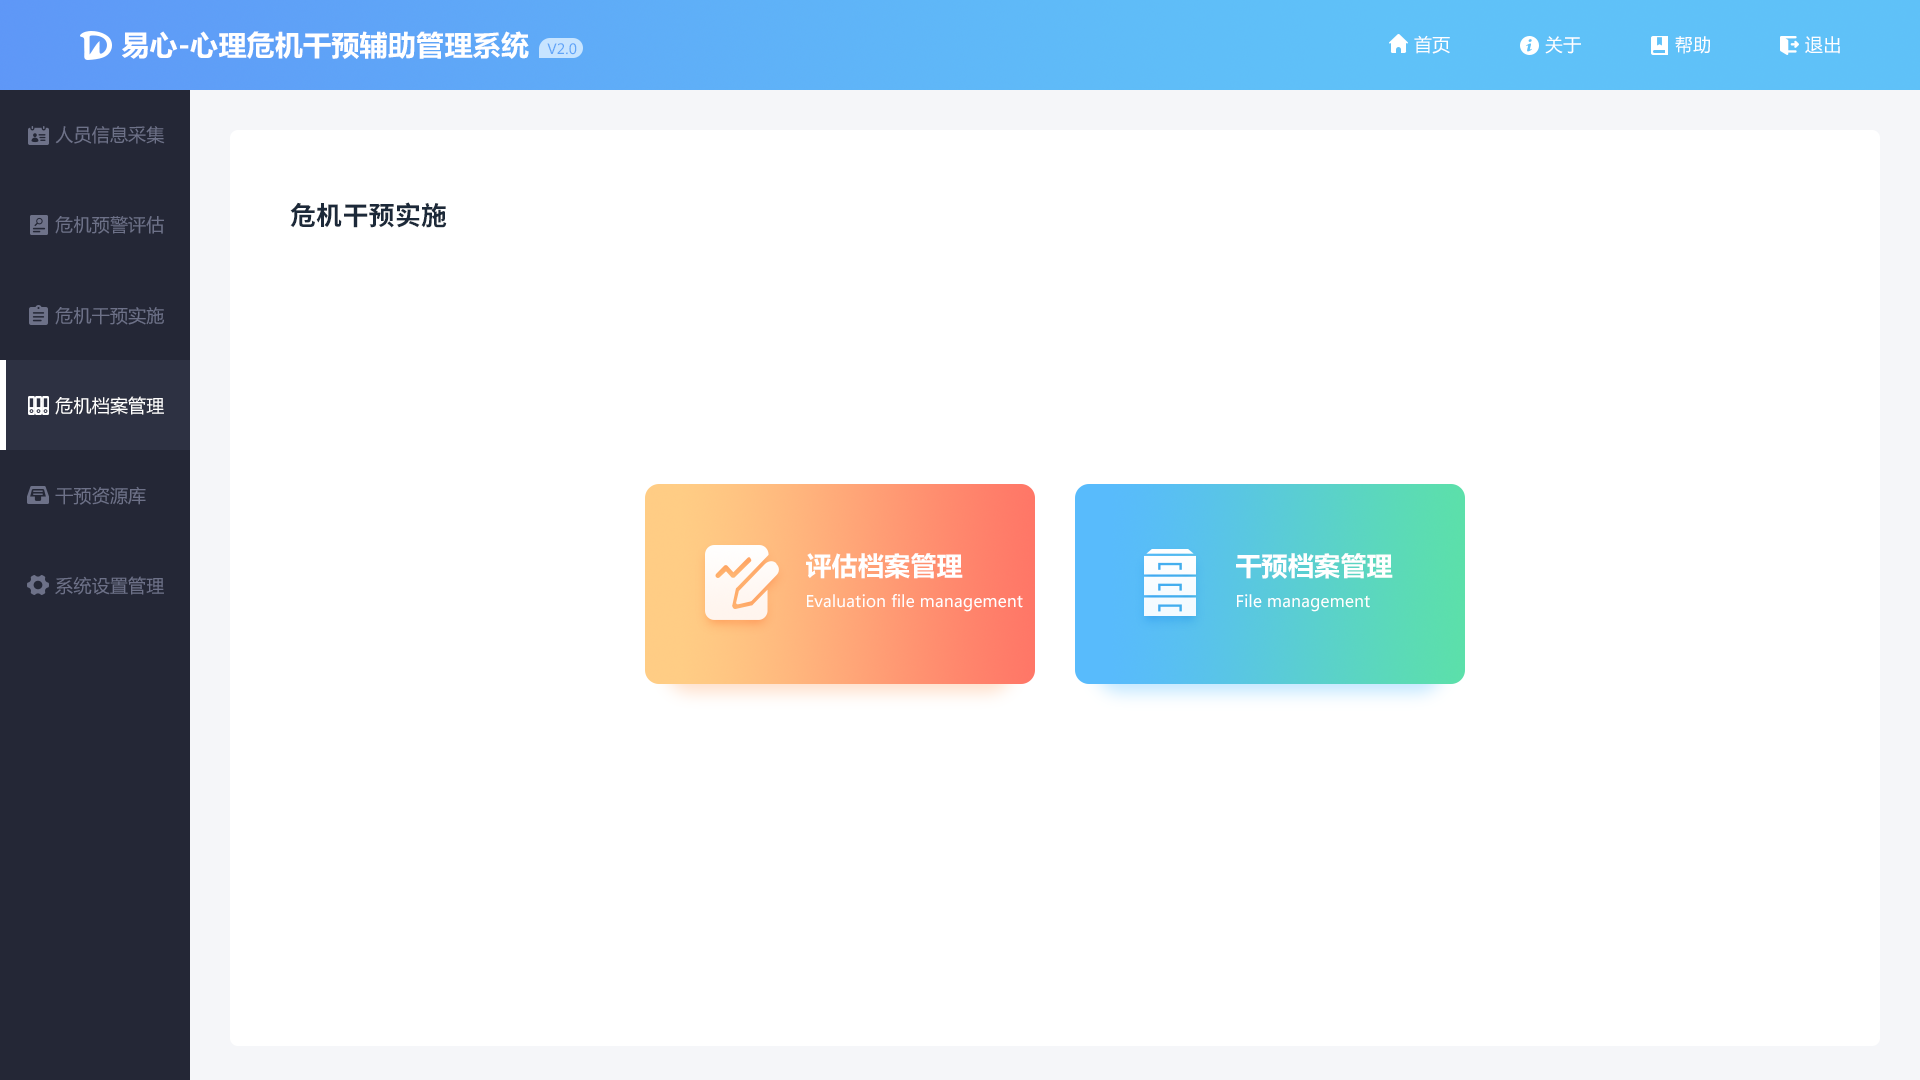 易心-心理危机干预辅助管理系统 V2.0
首页
关于
帮助
退出
人员信息采集
危机预警评估
危机干预实施
危机档案管理
干预资源库
系统设置管理
危机干预实施
评估档案管理
Evaluation file management
干预档案管理
File management